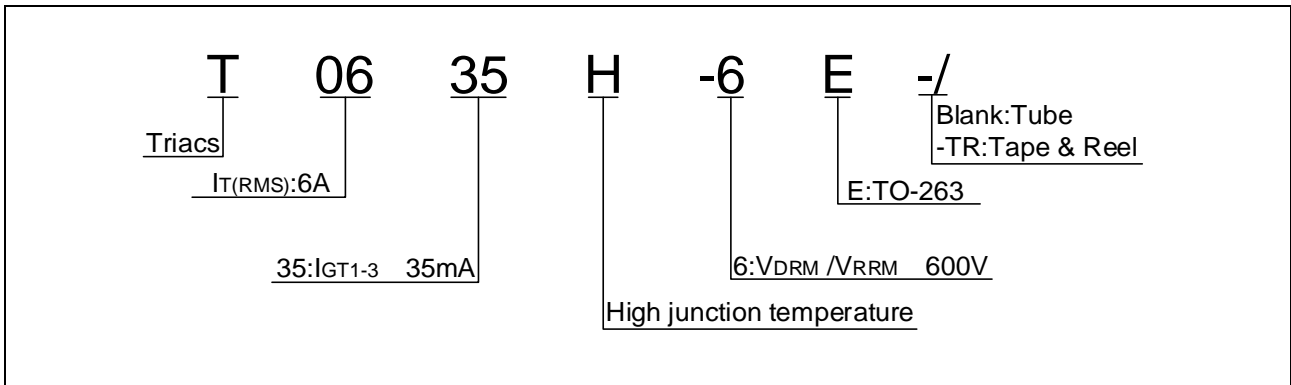 T 06 35 H -6 E -/
Blank:Tube
Triacs
-TR:Tape & Reel
IT(RMS):6A
E:TO-263
35:IGT1-3 35mA
6:VDRM /VRRM 600V
High junction temperature